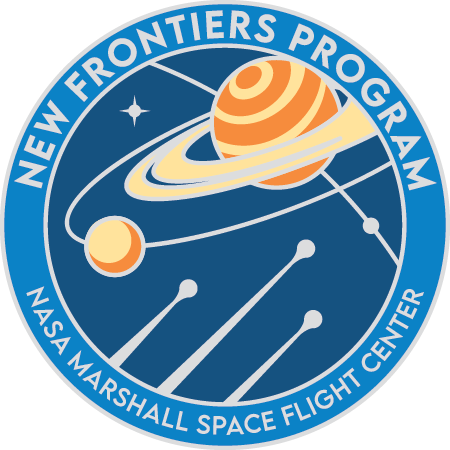 NEW FRONTIERS PROGRAM
NASA MARSHALL SPACE FLIGHT CENTER